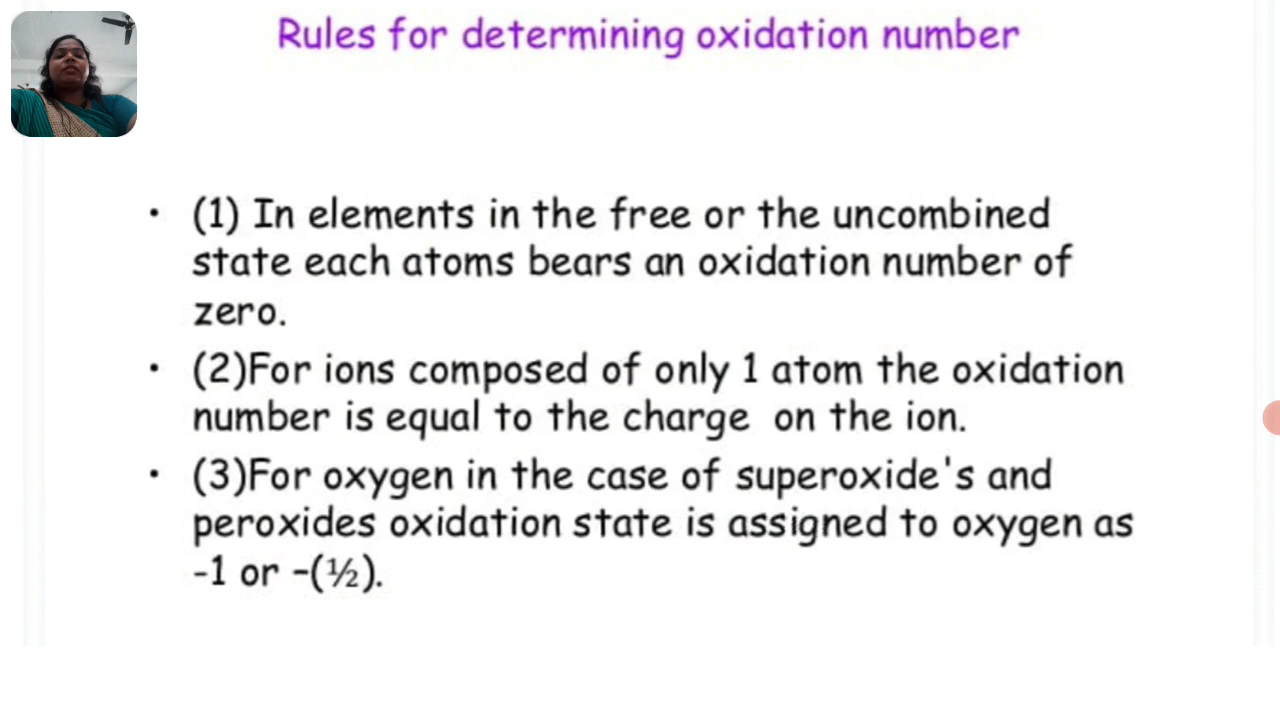 Rules for determining oxidation number
• (1) In elements in the free or the uncombined
state each atoms bears an oxidation number of
zero.
• (2)For ions composed of only 1 atom the oxidation
number is equal to the charge on the ion.
• (3)For oxygen in the case of superoxide's and
peroxides oxidation state is assigned to oxygen as
-1 or -(½).